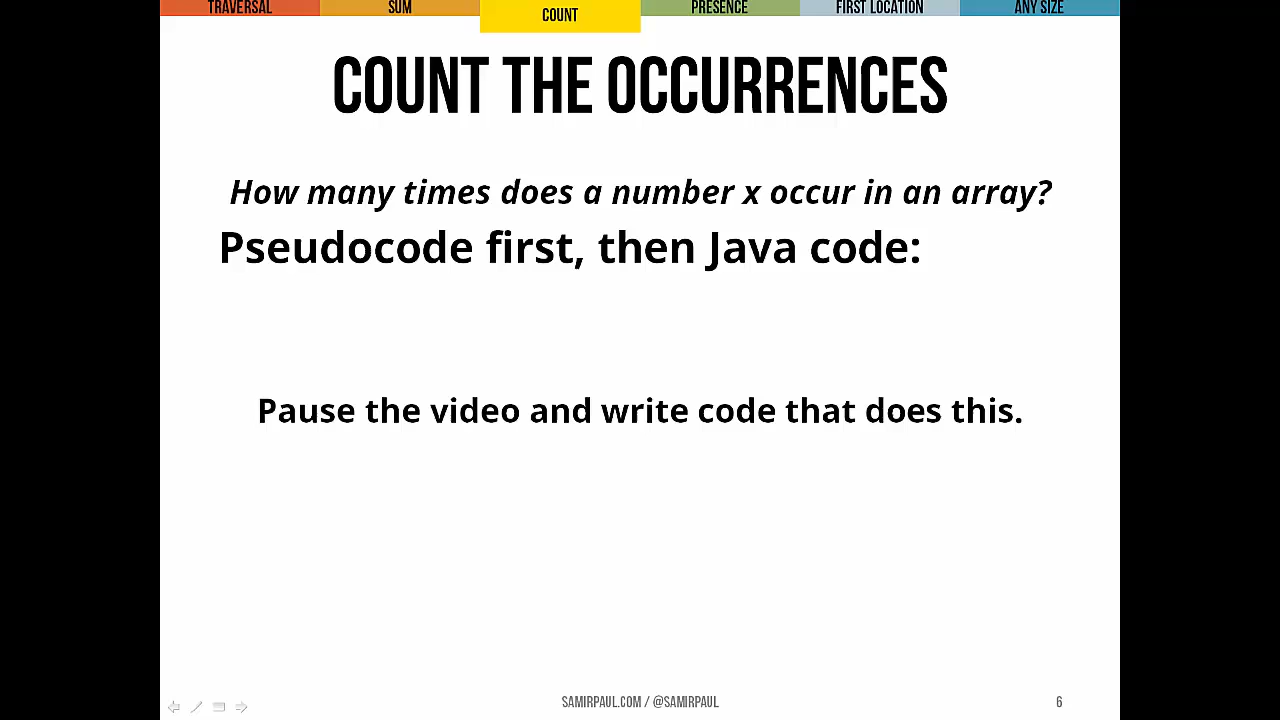 TRAVERSAL SUM COUNT PRESENCE FIRST LOCATION ANY SIZE
COUNT THE OCCURRENCES
How many times does a number x occur in an array?
Pseudocode first, then Java code:
Pause the video and write code that does this.
SAMIRPAUL.COM / @SAMIRPAUL 6